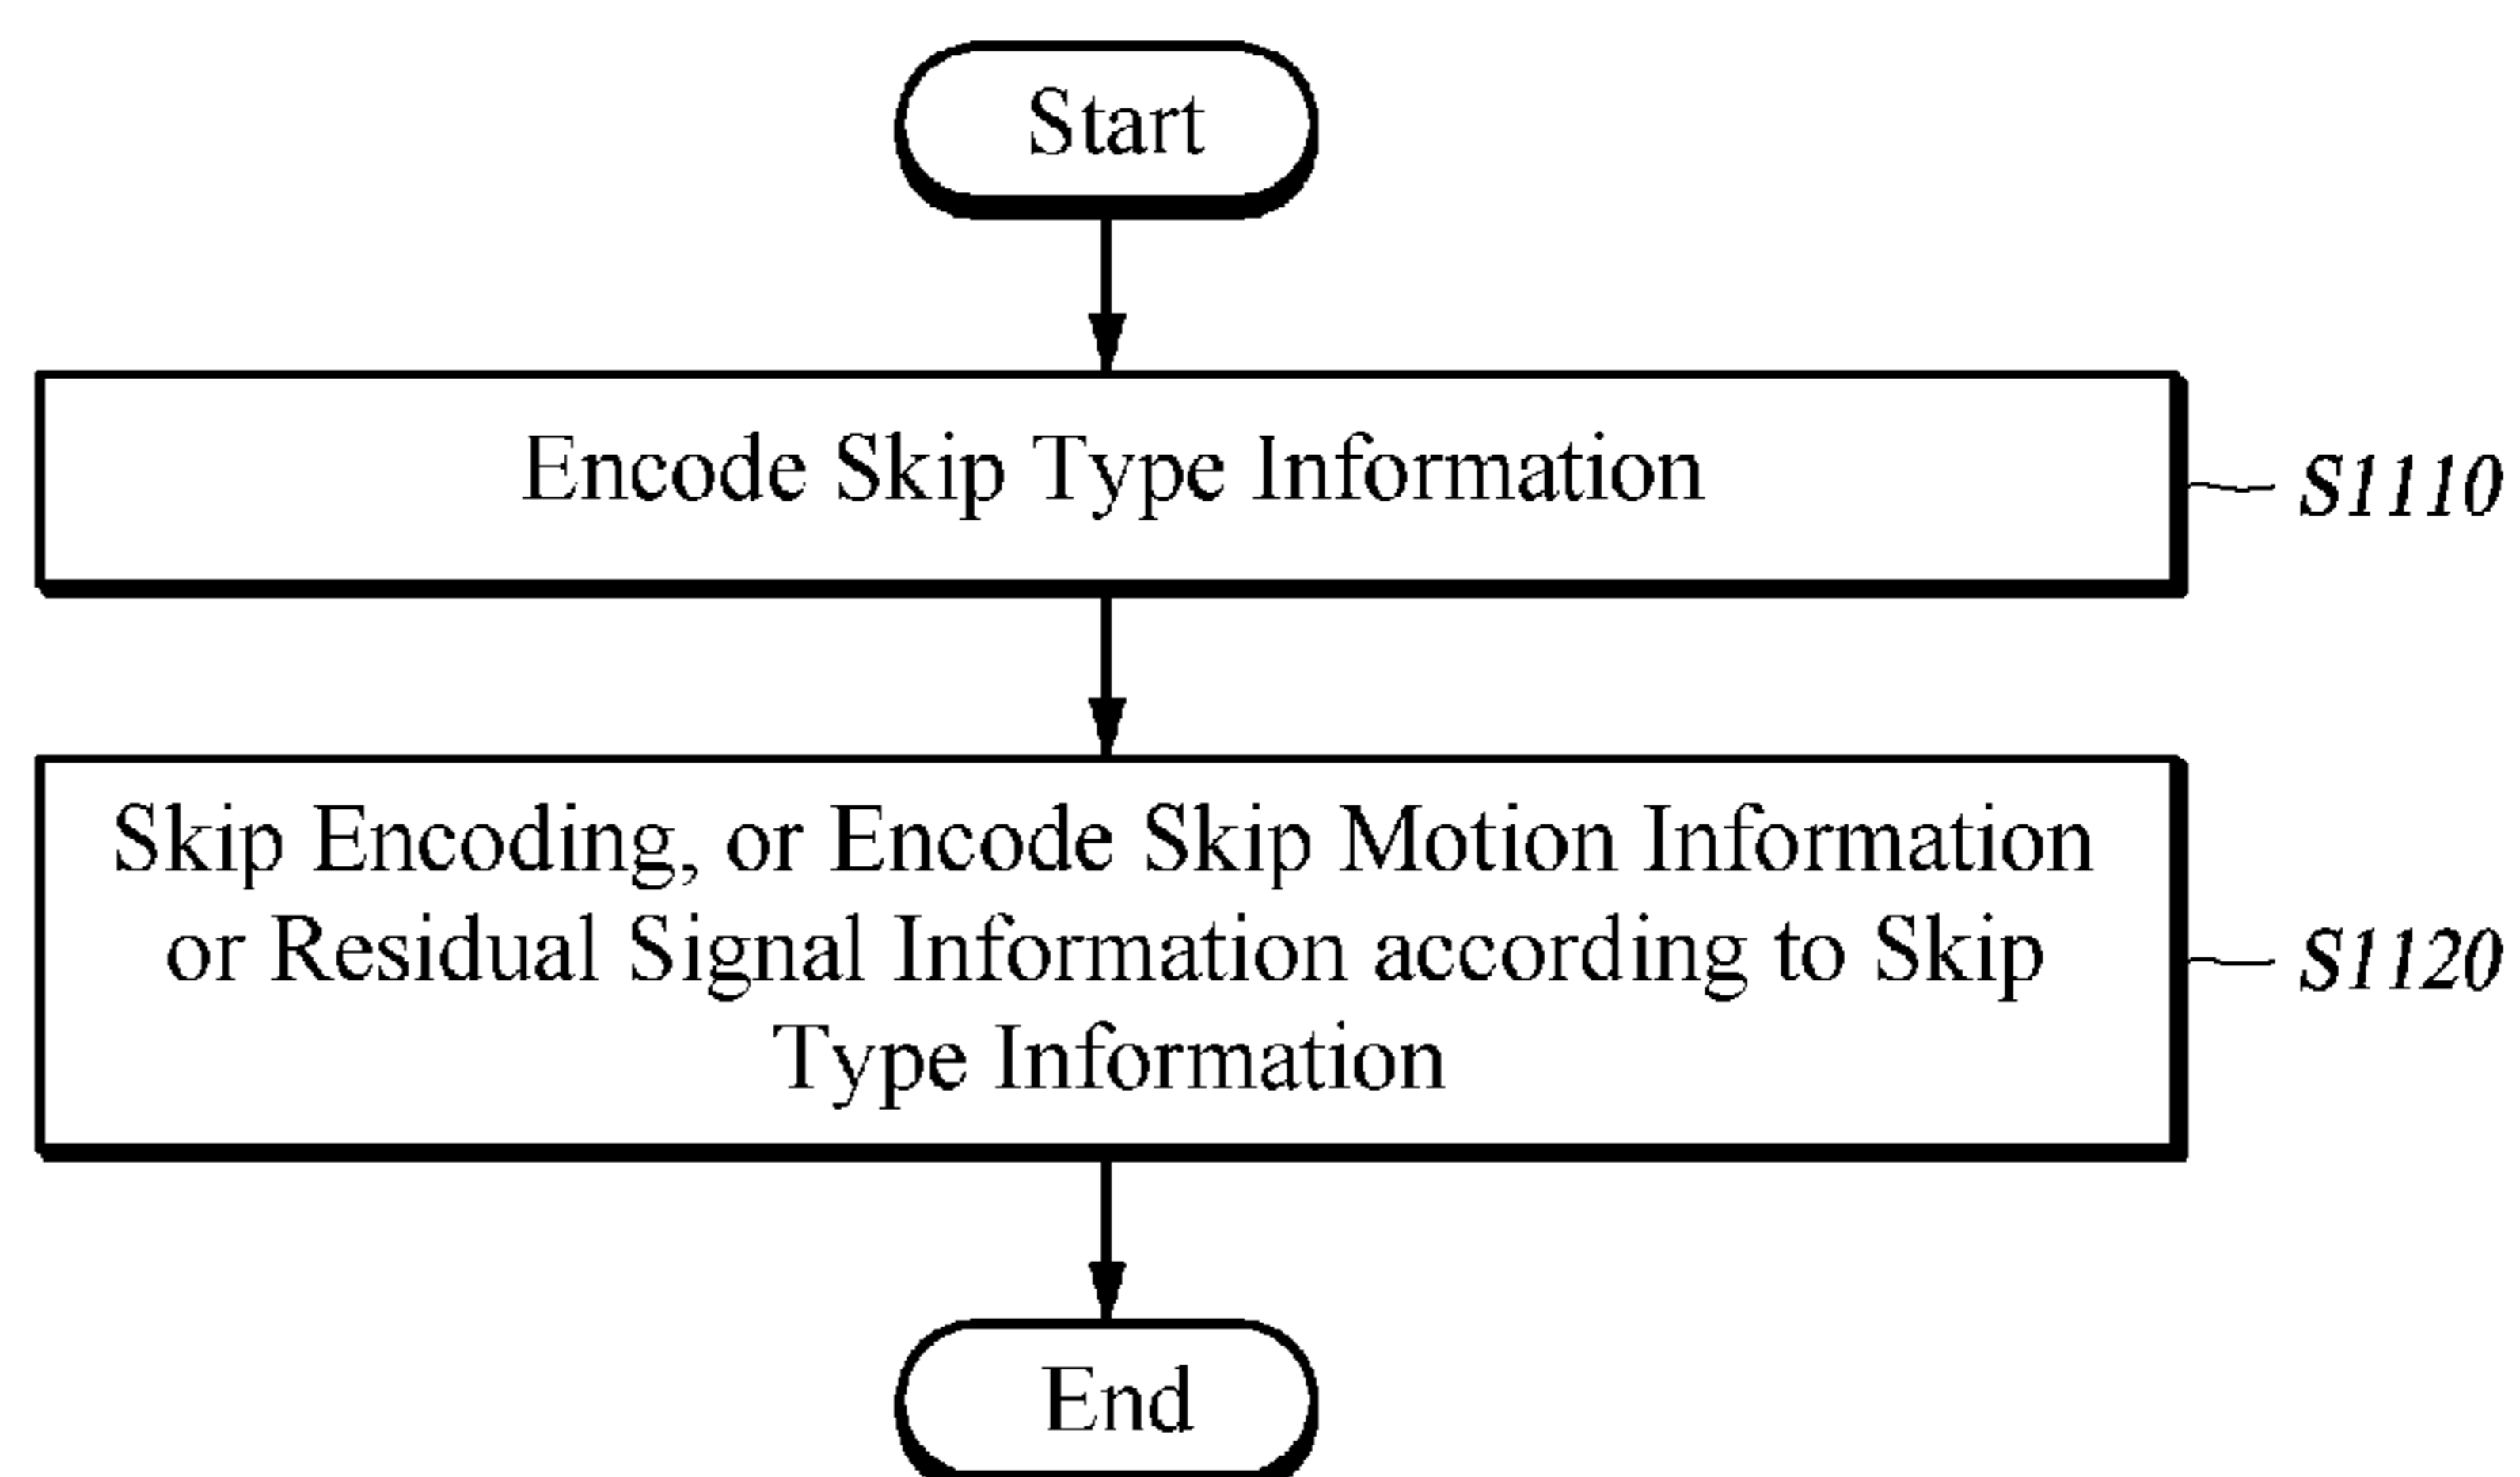 Start
Encode Skip Type Information
S1110
Skip Encoding, or Encode Skip Motion Information
or Residual Signal Information according to Skip
Type Information
S1120
End